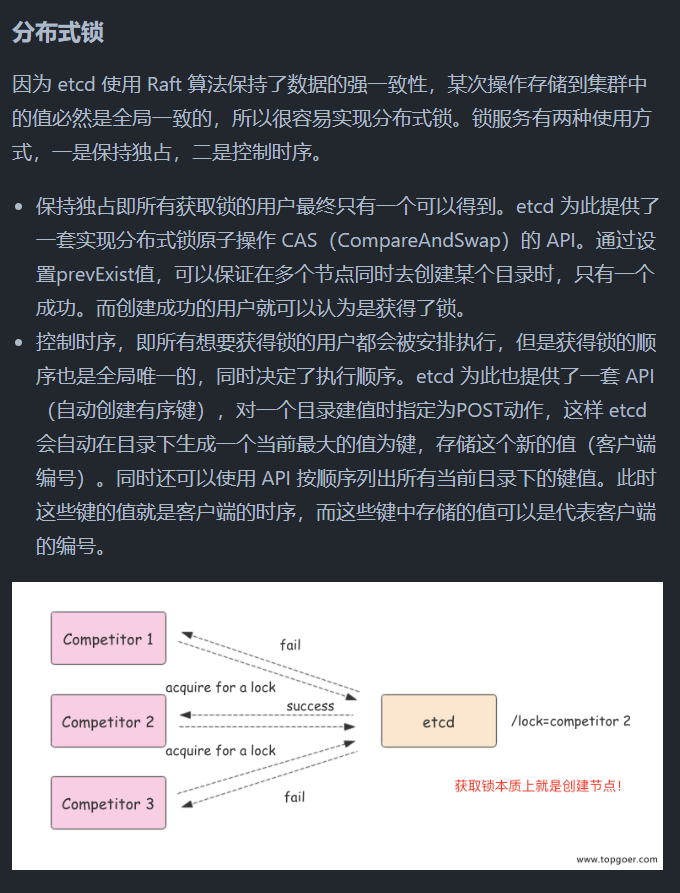 分布式锁
因为 etcd 使用 Raft 算法保持了数据的强一致性，某次操作存储到集群中
的值必然是全局一致的，所以很容易实现分布式锁。锁服务有两种使用方
式，一是保持独占，二是控制时序。
保持独占即所有获取锁的用户最终只有一个可以得到。etcd 为此提供了
一套实现分布式锁原子操作 CAS（CompareAndSwap）的 API。通过设
置prevExist值，可以保证在多个节点同时去创建某个目录时，只有一个
成功。而创建成功的用户就可以认为是获得了锁。
控制时序，即所有想要获得锁的用户都会被安排执行，但是获得锁的顺
序也是全局唯一的，同时决定了执行顺序。etcd 为此也提供了一套 API
（自动创建有序键），对一个目录建值时指定为POST动作，这样 etcd
会自动在目录下生成一个当前最大的值为键，存储这个新的值（客户端
编号）。同时还可以使用 API 按顺序列出所有当前目录下的键值。此时
这些键的值就是客户端的时序，而这些键中存储的值可以是代表客户端
的编号。
Competitor 1
fail
acquire for a lock
success
Competitor 2
etcd
/lock=competitor 2
acquire for a lock
获取锁本质上就是创建节点！
fail
Competitor 3
www.topgoer.com